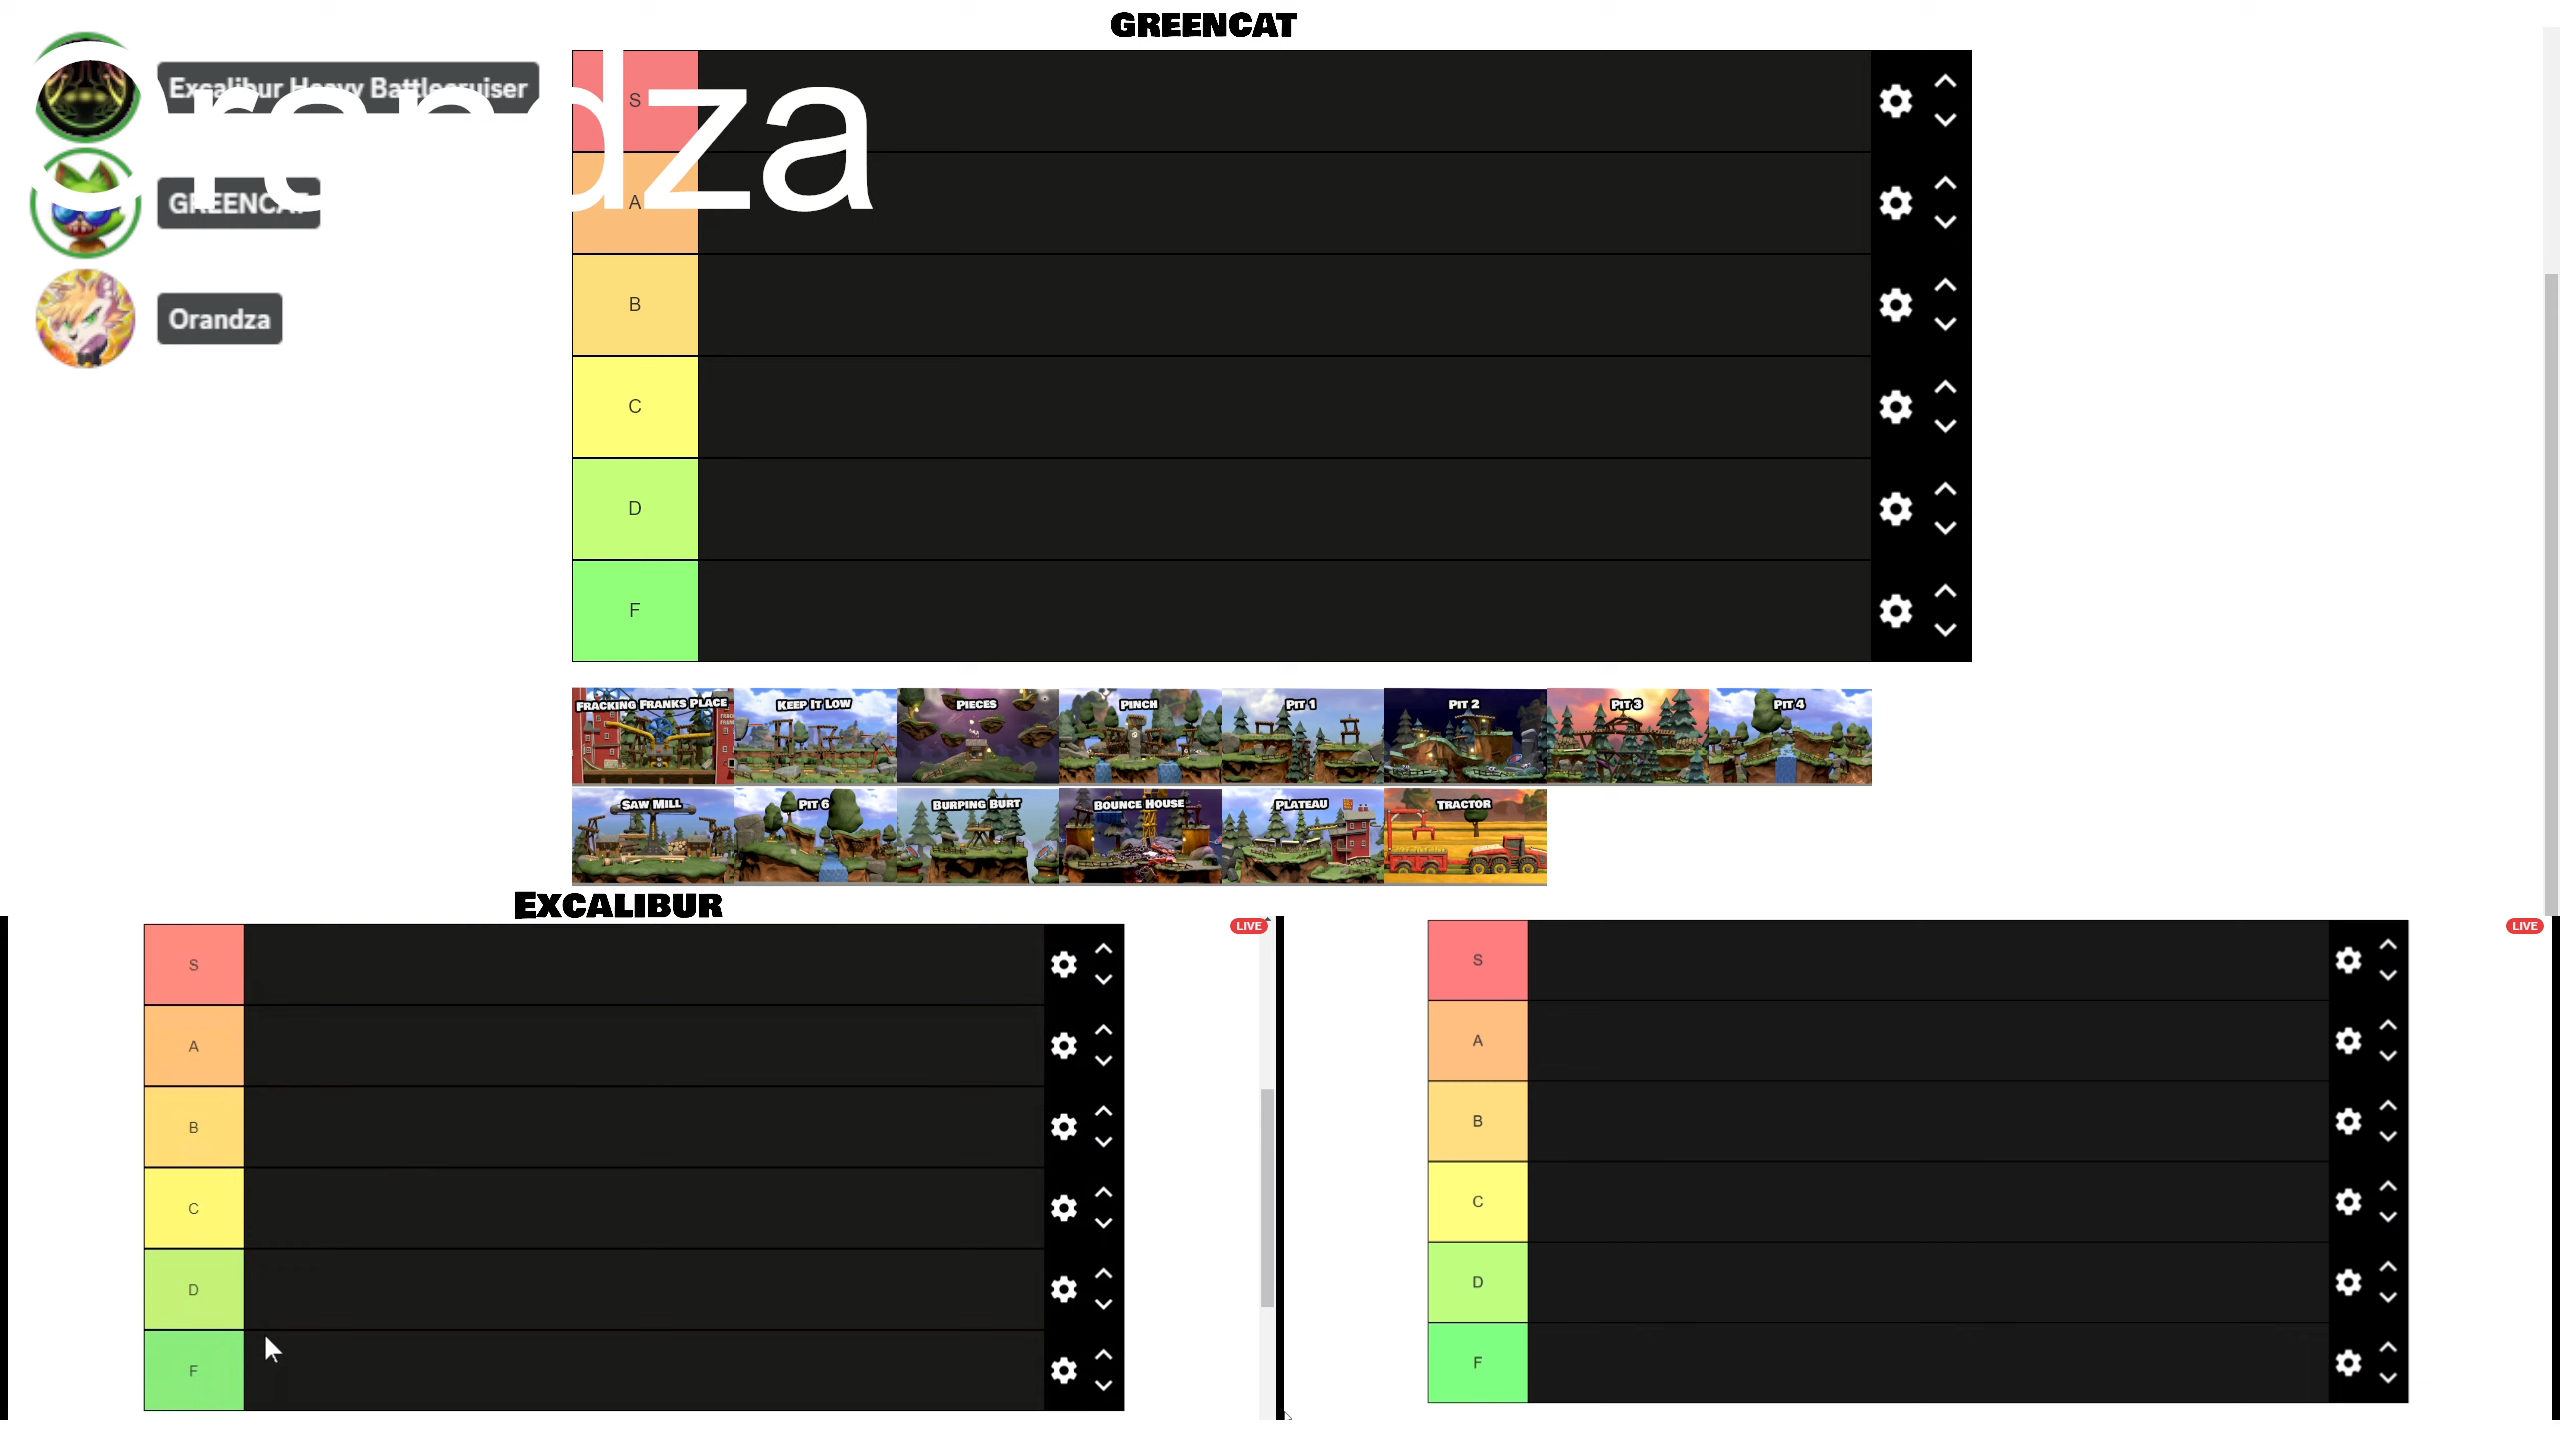 GREENCAT
Excalibur Heavy Battlecruiser
GREENCAT
Orandza
Orandza
S
A
B
C
D
F
FRACKING FRANKS PLACE
KEEP IT LOW
PIECES
PINCH
PIT 1
PIT 2
PIT 3
PIT 4
SAW MILL
PIT 6
BURPING BURT
BOUNCE HOUSE
PLATEAU
TRACTOR
EXCALIBUR
LIVE
S
A
B
C
D
F
LIVE
S
A
B
C
D
F